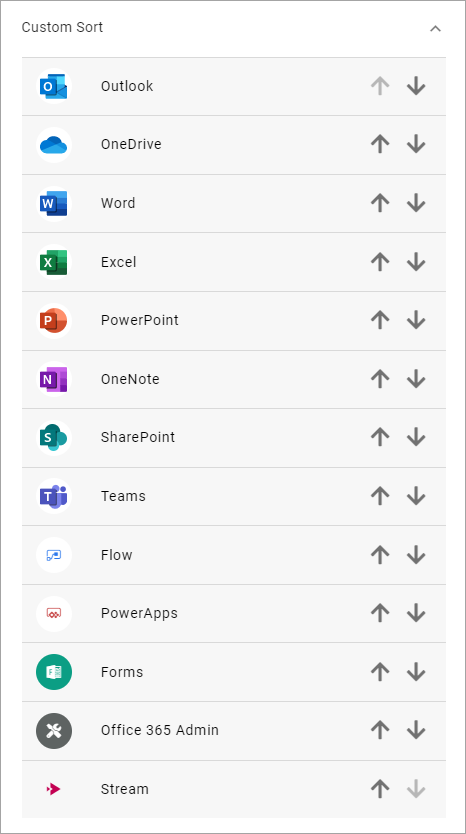 Custom Sort
Outlook
OneDrive
Word
Excel
PowerPoint
OneNote
SharePoint
Teams
Flow
PowerApps
Forms
Office 365 Admin
Stream